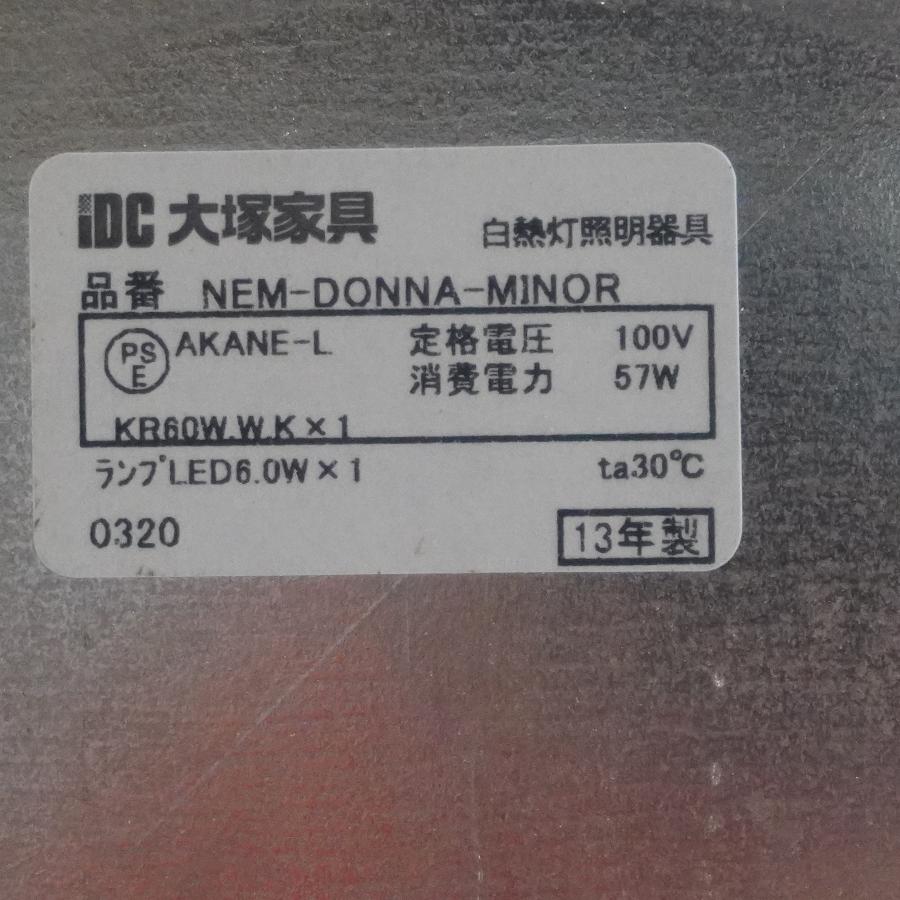 iDC 大塚家具 白熱灯照明器具
品番 NEM-DONNA-MINOR
PSE AKANE-L 定格電圧 100V
消費電力 57W
KR60W.W.K×1
ランプLED6.0W×1 ta30℃
0320 13年製